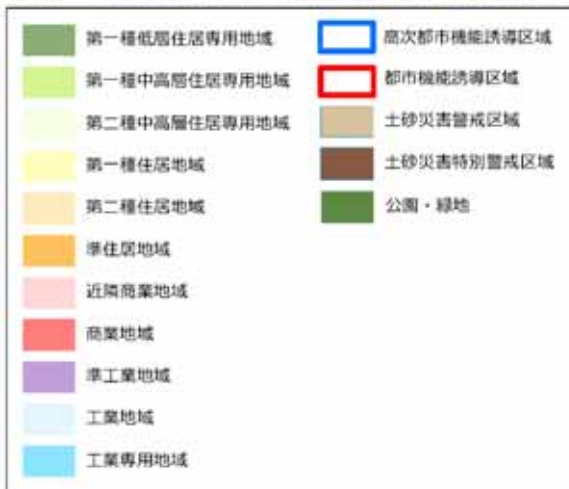 第一種低層住居専用地域
第一種中高層住居専用地域
第二種中高層住居専用地域
第一種住居地域
第二種住居地域
準住居地域
近隣商業地域
商業地域
準工業地域
工業地域
工業専用地域
高次都市機能誘導区域
都市機能誘導区域
土砂災害警戒区域
土砂災害特別警戒区域
公園・緑地